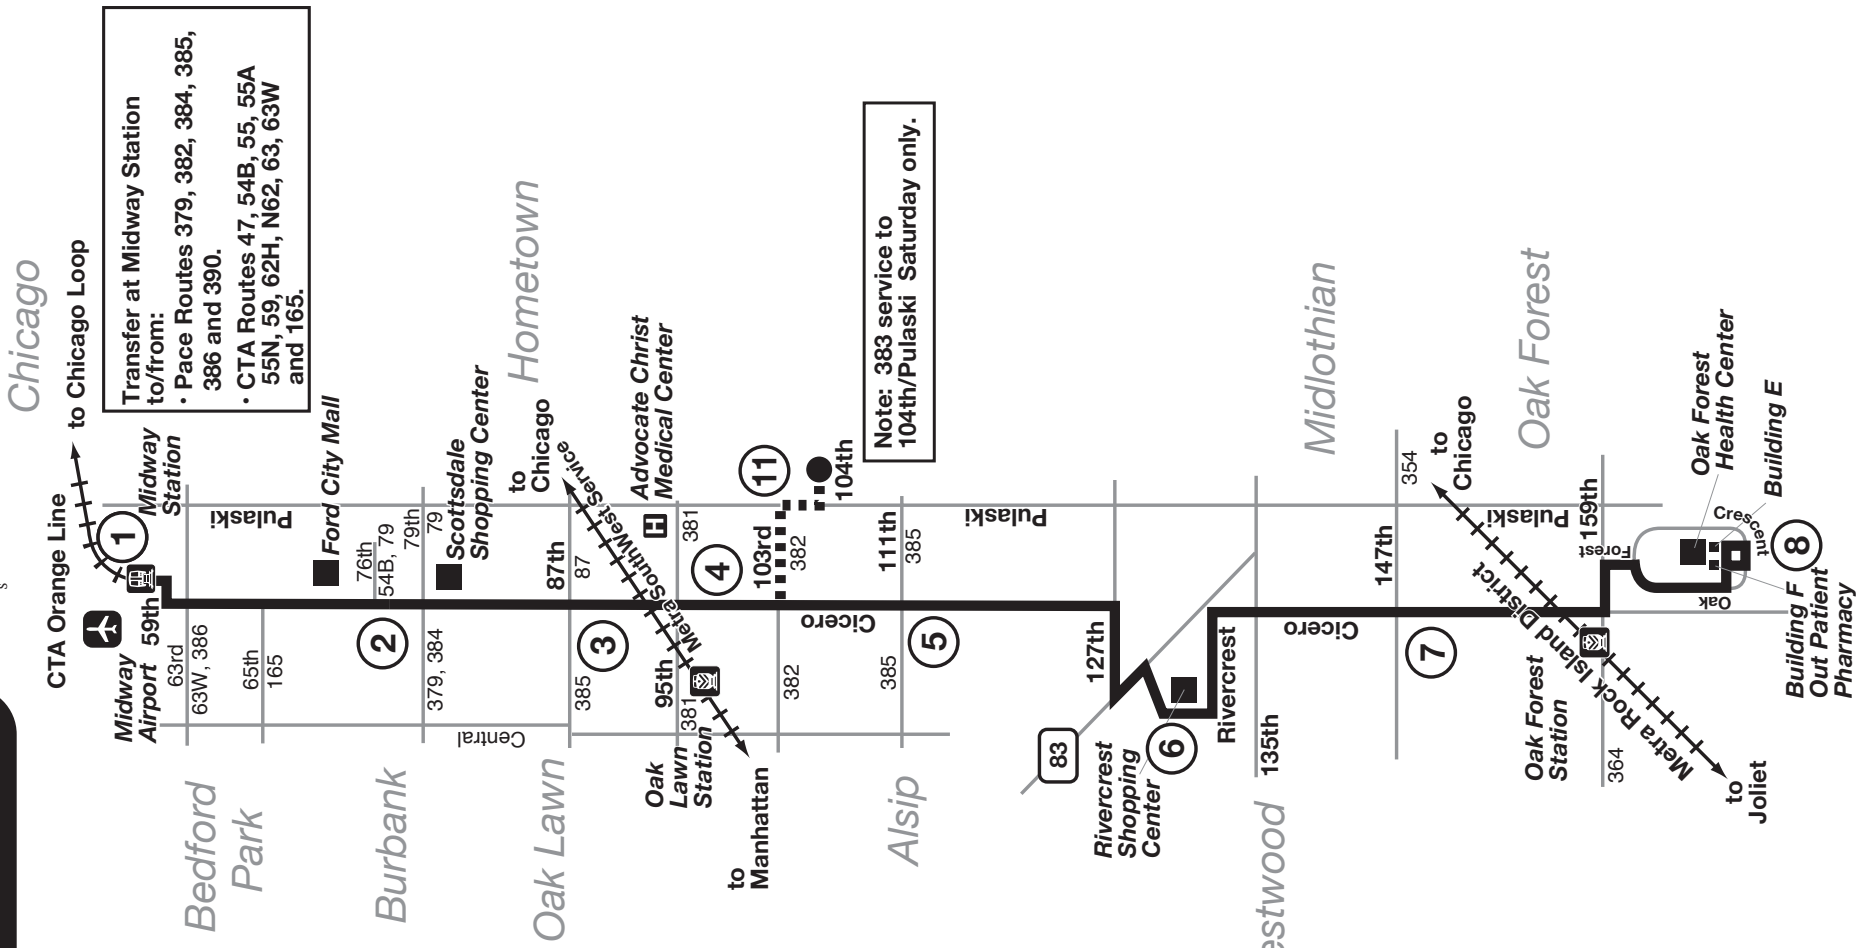 Chicago
to Chicago Loop
CTA Orange Line
Transfer at Midway Station
to/from:
• Pace Routes 379, 382, 384, 385,
386 and 390.
• CTA Routes 47, 54B, 55, 55A
55N, 59, 62H, N62, 63, 63W
and 165.
1
Midway
Station
Midway
Airport
59th
63rd
63W, 386
Pulaski
65th
165
Bedford
Park
Ford City Mall
76th
54B, 79
2
79th
79
379, 384
Burbank
Scottsdale
Shopping Center
Central
Hometown
to
Chicago
87th
87
385
3
Oak Lawn
Metra SouthWest Service
Advocate Christ
Medical Center
H
95th
381
381
Oak
Lawn
Station
4
to
Manhattan
103rd
382
382
11
104th
Cicero
Note: 383 service to
104th/Pulaski Saturday only.
111th
385
385
5
Alsip
Pulaski
127th
83
Rivercrest
Shopping
Center
6
Rivercrest
135th
estwood
Cicero
Midlothian
147th
354
7
to
Chicago
Pulaski
Oak Forest
Metra Rock Island District
159th
364
Oak Forest
Station
Forest
Oak
Crescent
Oak Forest
Health Center
Building E
8
Building F
Out Patient
Pharmacy
to
Joliet